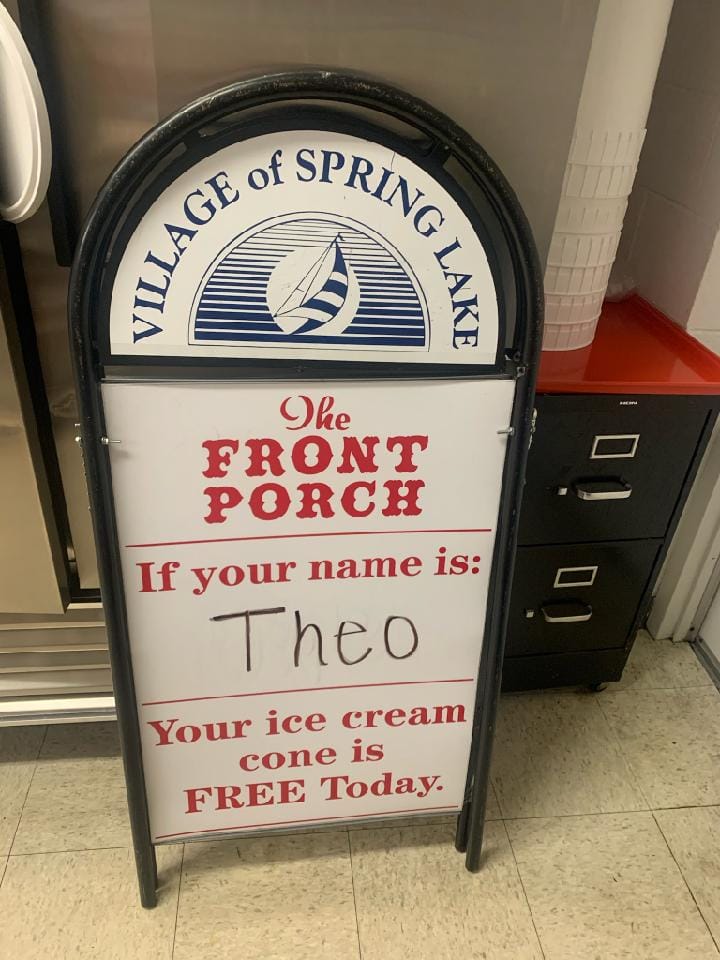 VILLAGE of SPRING LAKE
The
FRONT
PORCH
If your name is:
Theo
Your ice cream
cone is
FREE Today.